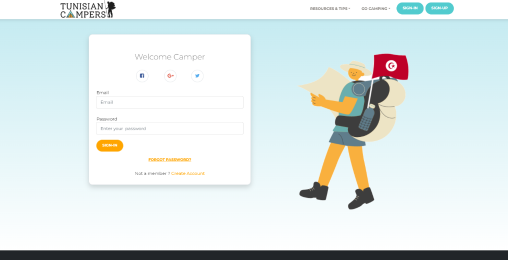 TUNISIAN
CAMPERS
RESOURCES & TIPS
GO CAMPING
SIGN IN
SIGN UP
Welcome Camper
Email
Email
Password
Enter your password
SIGN IN
FORGOT PASSWORD?
Not a member ? Create Account